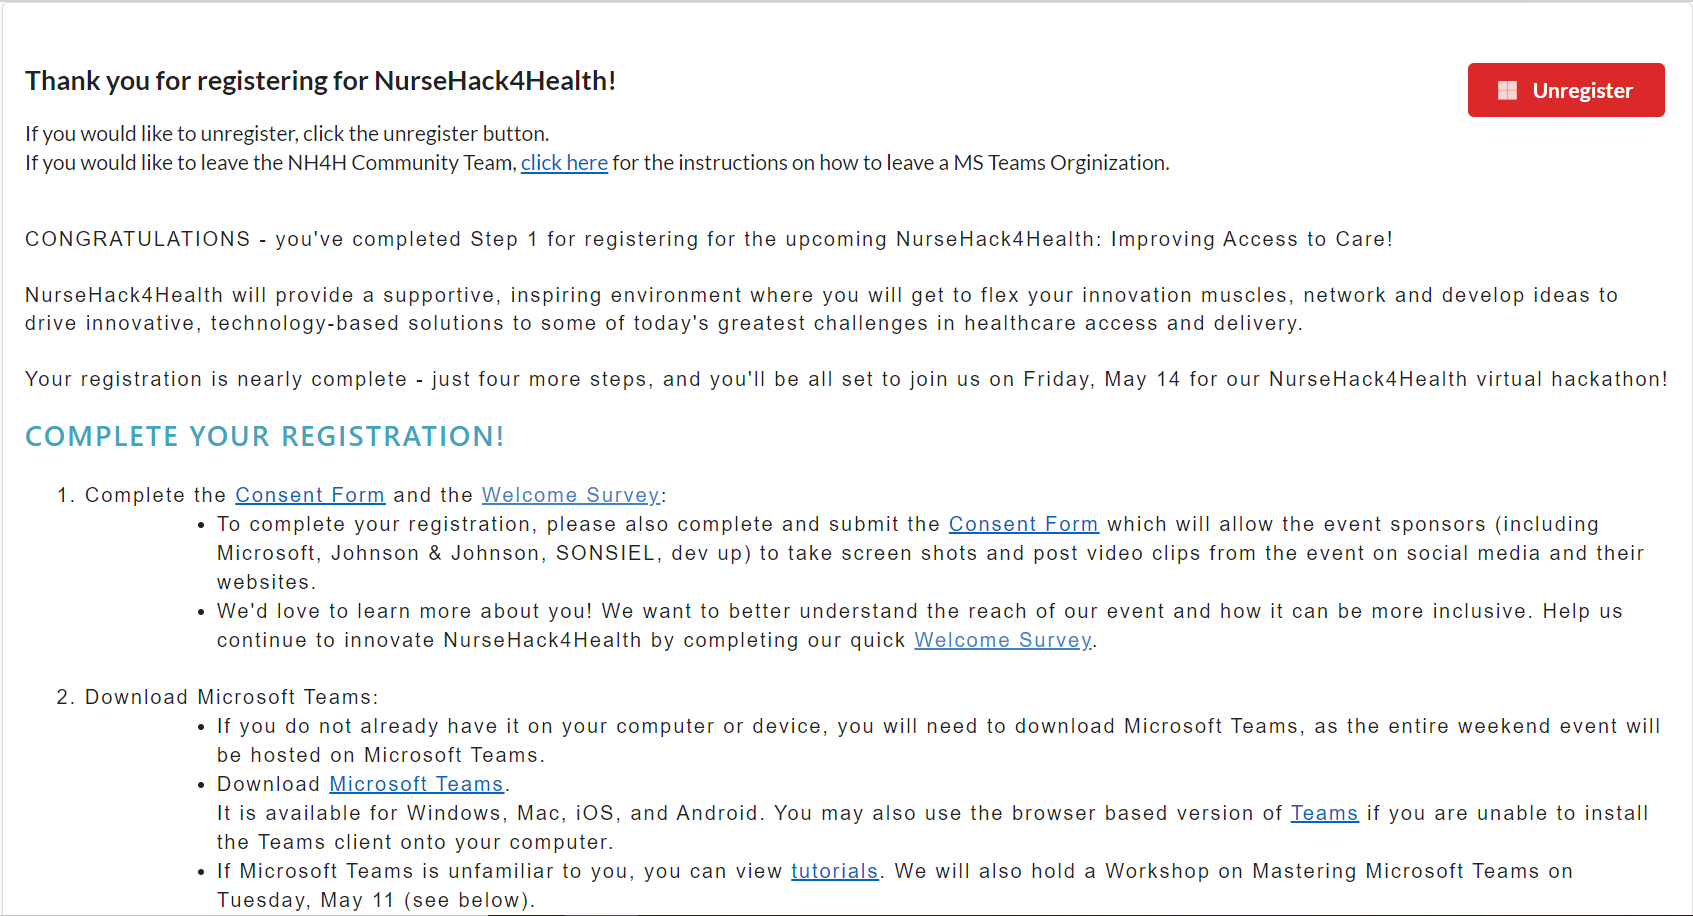 Thank you for registering for NurseHack4Health!
Unregister
If you would like to unregister, click the unregister button.
If you would like to leave the NH4H Community Team, click here for the instructions on how to leave a MS Teams Orginization.
CONGRATULATIONS - you've completed Step 1 for registering for the upcoming NurseHack4Health: Improving Access to Care!
NurseHack4Health will provide a supportive, inspiring environment where you will get to flex your innovation muscles, network and develop ideas to
drive innovative, technology-based solutions to some of today's greatest challenges in healthcare access and delivery.
Your registration is nearly complete - just four more steps, and you'll be all set to join us on Friday, May 14 for our NurseHack4Health virtual hackathon!
COMPLETE YOUR REGISTRATION!
1. Complete the Consent Form and the Welcome Survey:
• To complete your registration, please also complete and submit the Consent Form which will allow the event sponsors (including
Microsoft, Johnson & Johnson, SONSIEL, dev up) to take screen shots and post video clips from the event on social media and their
websites.
• We'd love to learn more about you! We want to better understand the reach of our event and how it can be more inclusive. Help us
continue to innovate NurseHack4Health by completing our quick Welcome Survey.
2. Download Microsoft Teams:
• If you do not already have it on your computer or device, you will need to download Microsoft Teams, as the entire weekend event will
be hosted on Microsoft Teams.
• Download Microsoft Teams.
It is available for Windows, Mac, iOS, and Android. You may also use the browser based version of Teams if you are unable to install
the Teams client onto your computer.
• If Microsoft Teams is unfamiliar to you, you can view tutorials. We will also hold a Workshop on Mastering Microsoft Teams on
Tuesday, May 11 (see below).